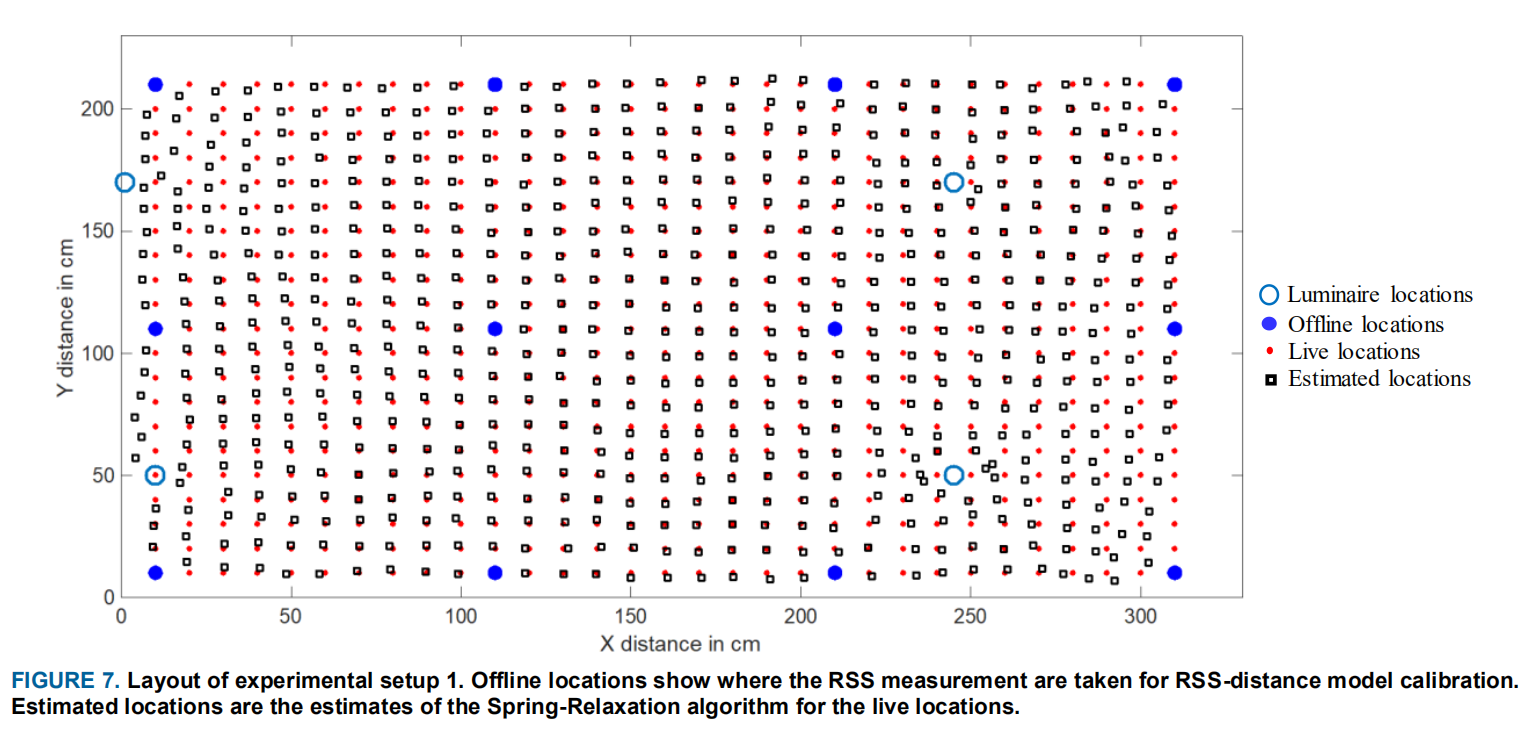 200
150
100
50
0
Y distance in cm
0 50 100 150 200 250 300
X distance in cm
Luminaire locations
Offline locations
Live locations
Estimated locations
FIGURE 7. Layout of experimental setup 1. Offline locations show where the RSS measurement are taken for RSS-distance model calibration.
Estimated locations are the estimates of the Spring-Relaxation algorithm for the live locations.